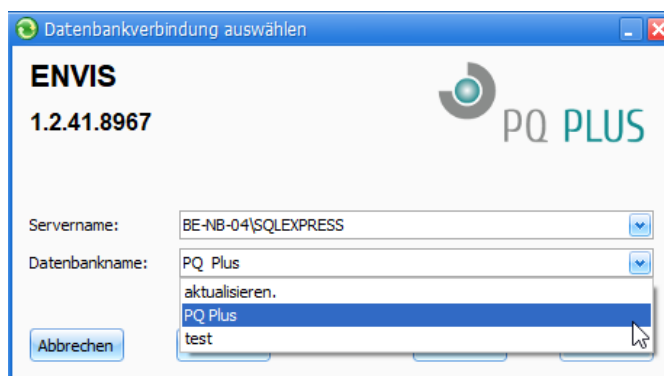 Datenbankverbindung auswählen
ENVIS
1.2.41.8967
PQ PLUS
Servername: BE-NB-04\SQLEXPRESS
Datenbankname: PQ Plus
aktualisieren.
PQ Plus
test
Abbrechen